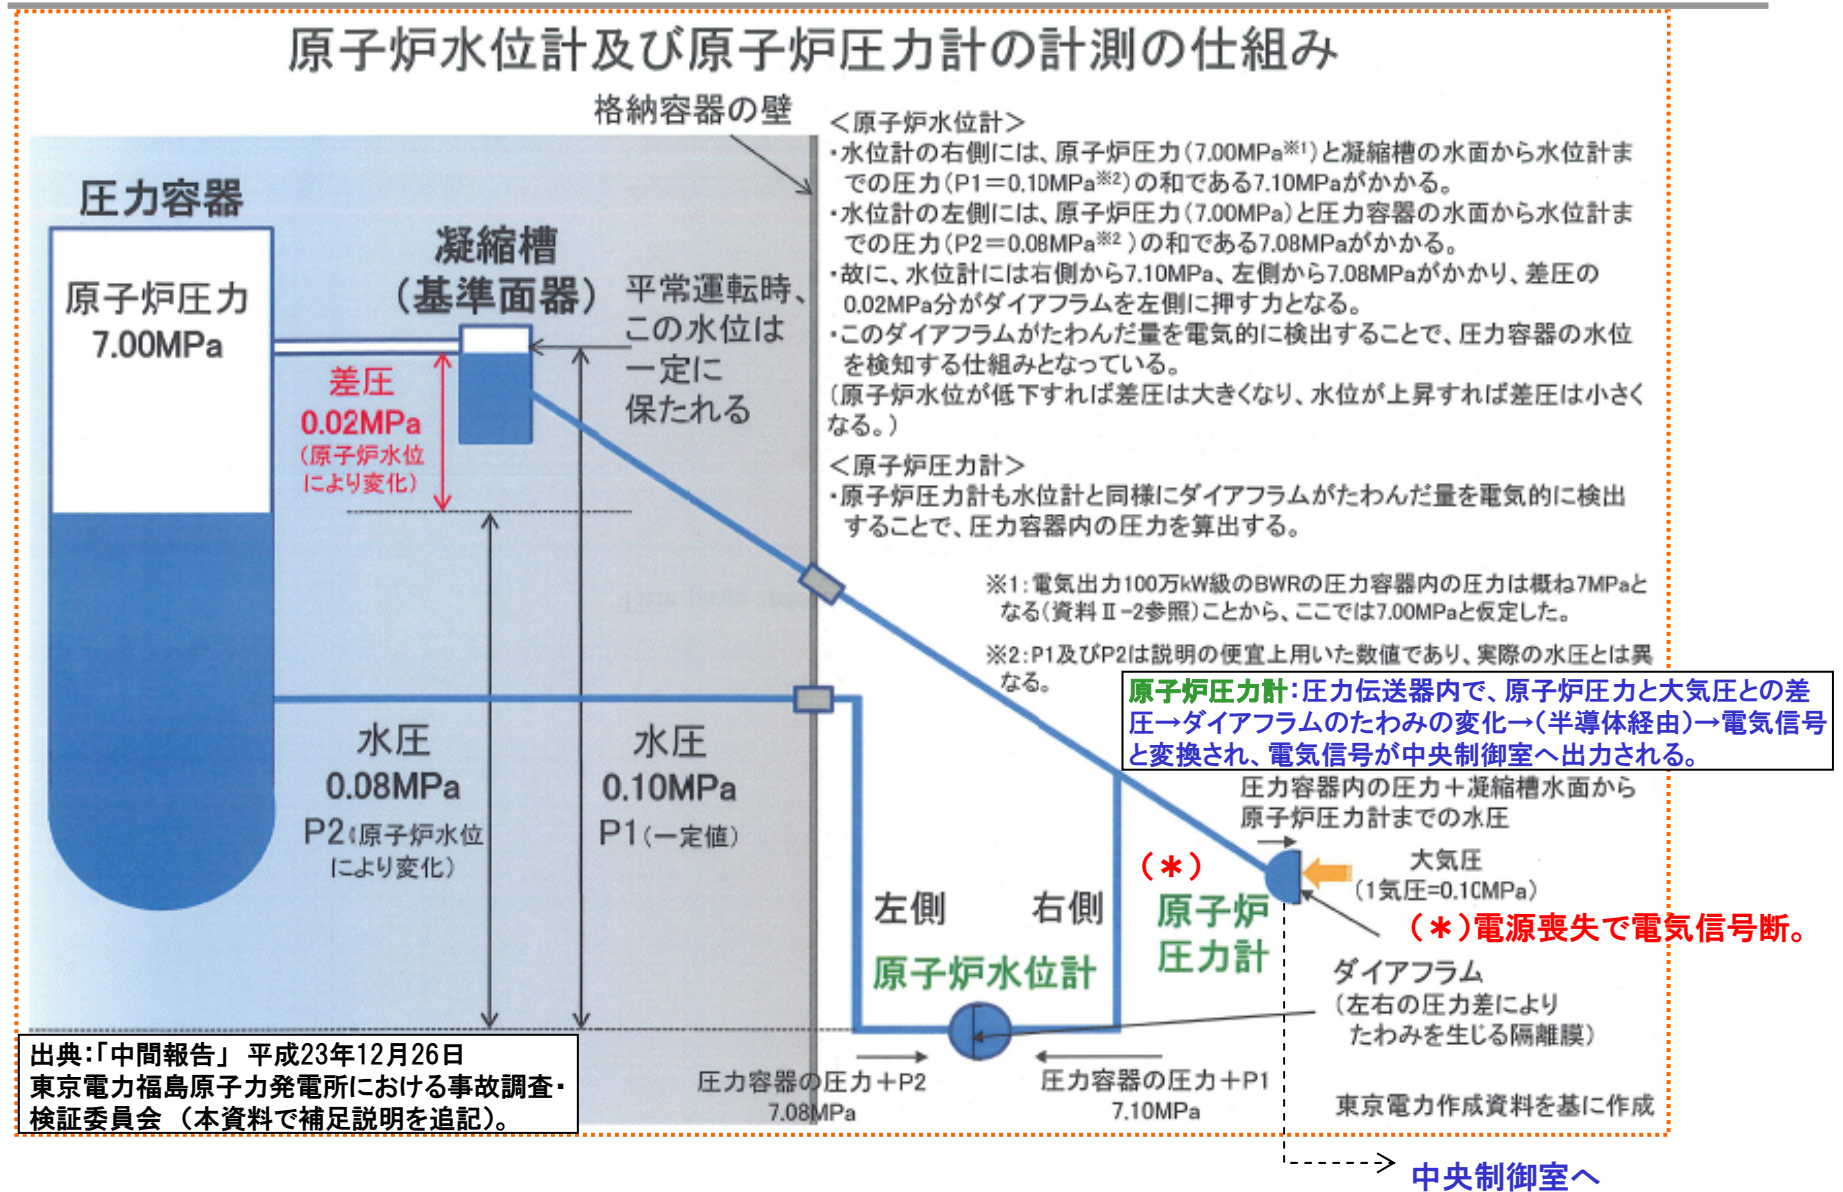 原子炉水位計及び原子炉圧力計の計測の仕組み
格納容器の壁
圧力容器
原子炉圧力
7.00MPa
凝縮槽
（基準面器）
平常運転時、
この水位は
一定に
保たれる
差圧
0.02MPa
（原子炉水位
により変化）
＜原子炉水位計＞
・水位計の右側には、原子炉圧力（7.00MPa※1）と凝縮槽の水面から水位計ま
での圧力（P1＝0.10MPa※2）の和である7.10MPaがかかる。
・水位計の左側には、原子炉圧力（7.00MPa）と圧力容器の水面から水位計ま
での圧力（P2＝0.08MPa※2）の和である7.08MPaがかかる。
・故に、水位計には右側から7.10MPa、左側から7.08MPaがかかり、差圧の
0.02MPa分がダイアフラムを左側に押す力となる。
・このダイアフラムがたわんだ量を電気的に検出することで、圧力容器の水位
を検知する仕組みとなっている。
（原子炉水位が低下すれば差圧は大きくなり、水位が上昇すれば差圧は小さく
なる。）
＜原子炉圧力計＞
・原子炉圧力計も水位計と同様にダイアフラムがたわんだ量を電気的に検出
することで、圧力容器内の圧力を算出する。
※1：電気出力100万kW級のBWRの圧力容器内の圧力は概ね7MPaと
なる（資料Ⅱ－2参照）ことから、ここでは7.00MPaと仮定した。
※2：P1及びP2は説明の便宜上用いた数値であり、実際の水圧とは異
なる。
原子炉圧力計：圧力伝送器内で、原子炉圧力と大気圧との差
圧→ダイアフラムのたわみの変化→（半導体経由）→電気信号
と変換され、電気信号が中央制御室へ出力される。
水圧
0.08MPa
P2（原子炉水位
により変化）
水圧
0.10MPa
P1（一定値）
圧力容器内の圧力＋凝縮槽水面から
原子炉圧力計までの水圧
大気圧
（1気圧=0.10MPa）
（＊）
原子炉
圧力計
（＊）電源喪失で電気信号断。
左側
右側
原子炉水位計
ダイアフラム
（左右の圧力差により
たわみを生じる隔離膜）
圧力容器の圧力＋P2
7.08MPa
圧力容器の圧力＋P1
7.10MPa
東京電力作成資料を基に作成
出典：「中間報告」 平成23年12月26日
東京電力福島原子力発電所における事故調査・
検証委員会 （本資料で補足説明を追記）。
中央制御室へ